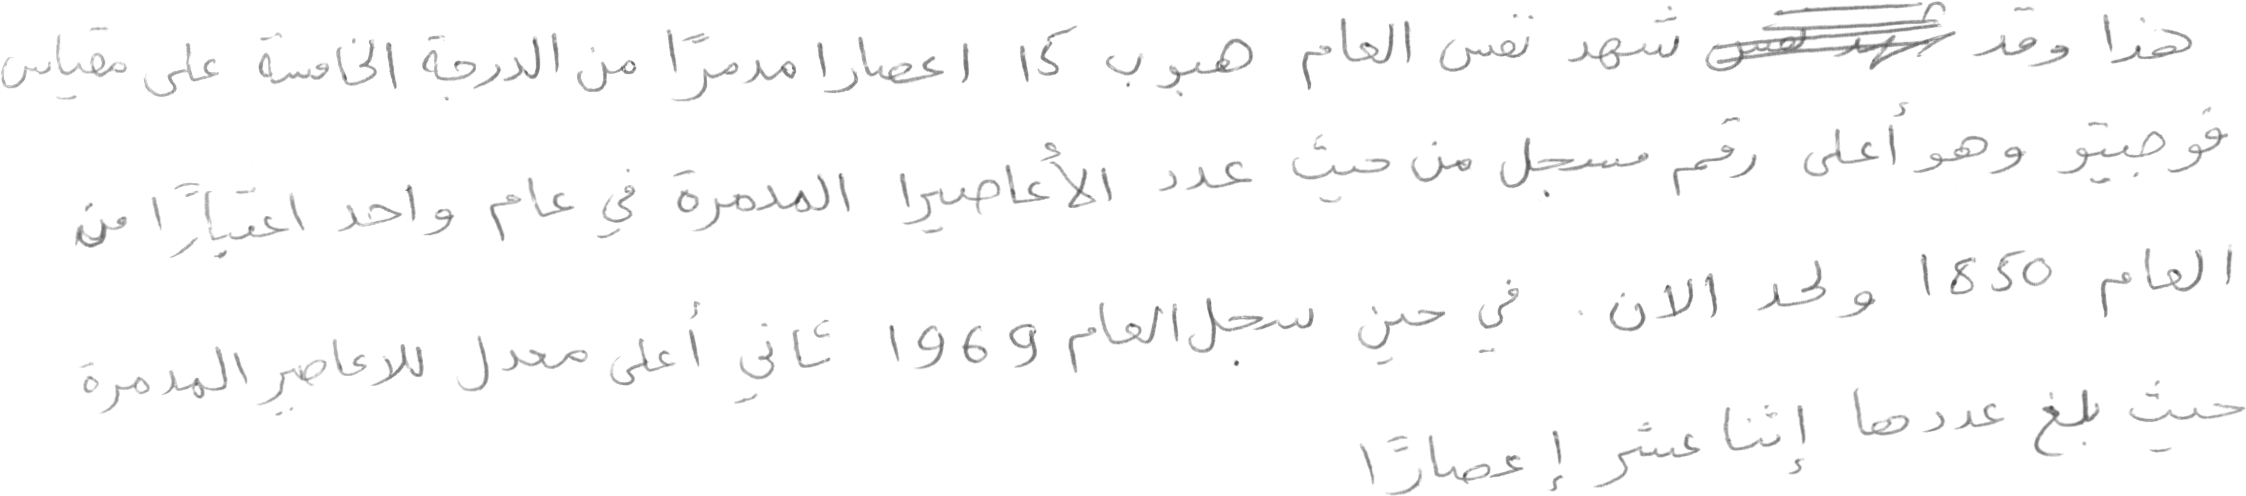 هذا وقد شهد نفس العام هبوب 15 اعصارا مدمرًا من الدرجة الخامسة على مقياس
فوجيتو وهو أعلى رقم مسجل من حيث عدد الأعاصيرا المدمرة في عام واحد اعتبارًا من
العام 1850 ولحد الان . في حين سجل العام 1969 ثاني أعلى معدل للاعاصير المدمرة
حيث بلغ عددها إثنا عشر إعصارًا